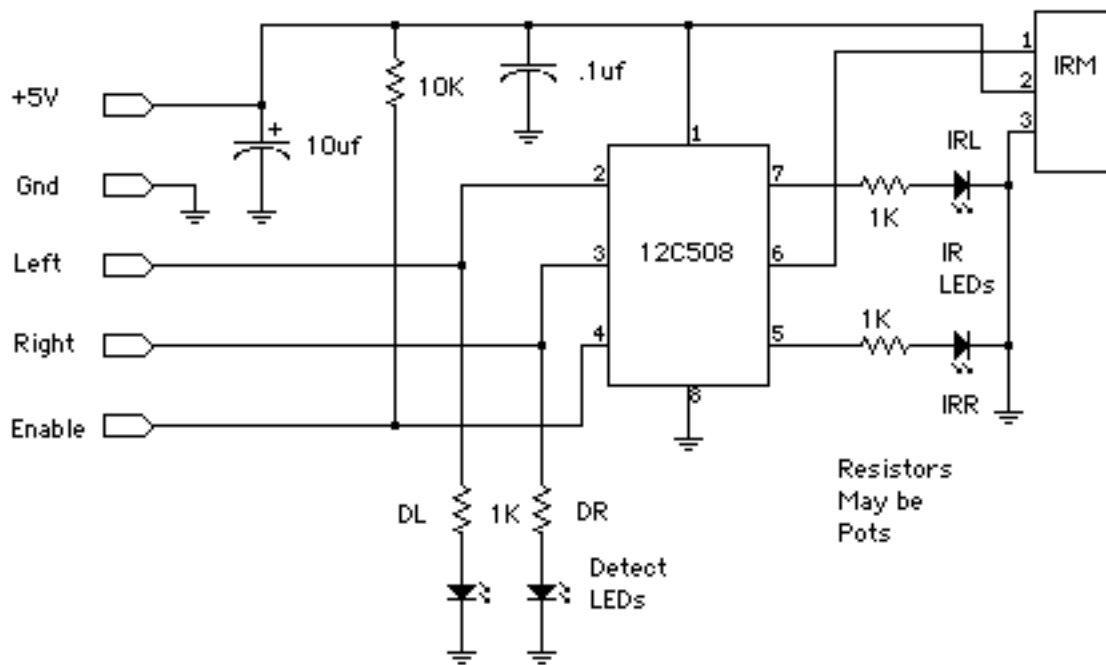 +5V
Gnd
Left
Right
Enable
+
10uf
10K
.1uf
1
2
3
4
12C508
7
6
5
8
1
2
3
IRM
IRL
1K
IR
LEDs
1K
IRR
Resistors
May be
Pots
DL
1K
DR
Detect
LEDs